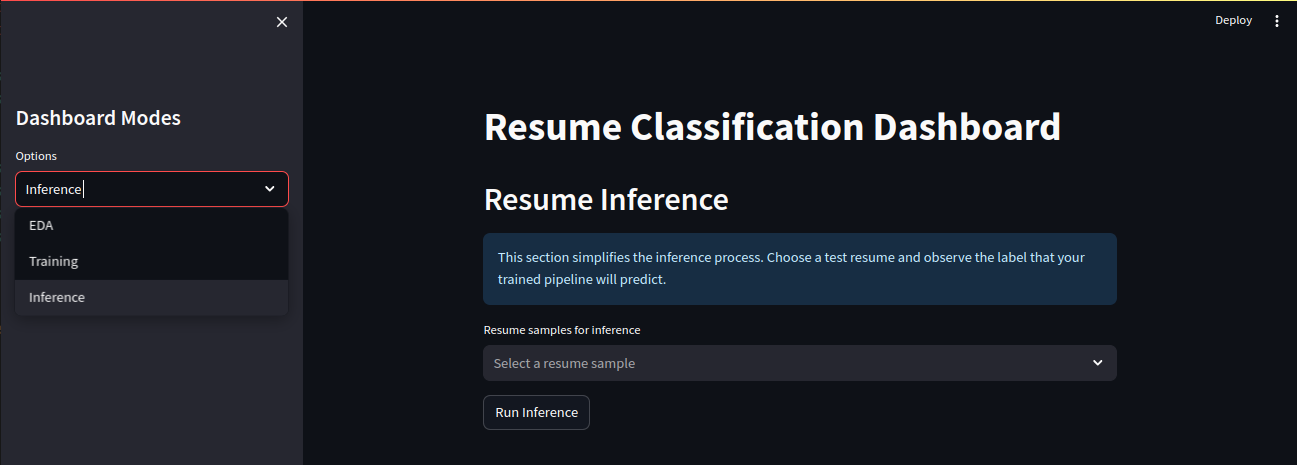 Deploy
Dashboard Modes
Options
Inference
EDA
Training
Inference
Resume Classification Dashboard
Resume Inference
This section simplifies the inference process. Choose a test resume and observe the label that your
trained pipeline will predict.
Resume samples for inference
Select a resume sample
Run Inference